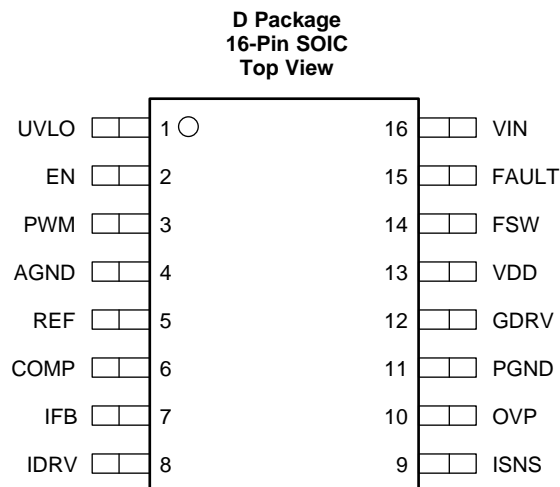 D Package
16-Pin SOIC
Top View
UVLO 1 16 VIN
EN 2 15 FAULT
PWM 3 14 FSW
AGND 4 13 VDD
REF 5 12 GDRV
COMP 6 11 PGND
IFB 7 10 OVP
IDRV 8 9 ISNS